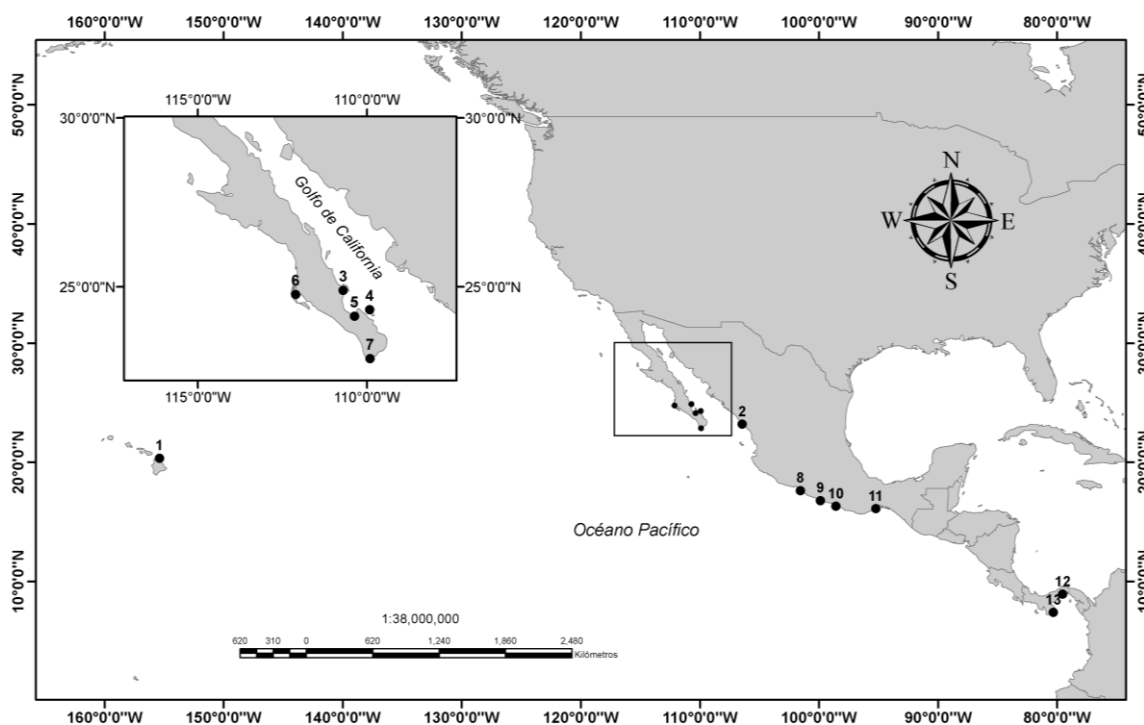 160°0'0"W 150°0'0"W 140°0'0"W 130°0'0"W 120°0'0"W 110°0'0"W 100°0'0"W 90°0'0"W 80°0'0"W
50°0'0"N 50°0'0"N
115°0'0"W 110°0'0"W
30°0'0"N 30°0'0"N
Golfo de California
N
W E
S
40°0'0"N 40°0'0"N
6 3 4
25°0'0"N 25°0'0"N
5
7
30°0'0"N 30°0'0"N
115°0'0"W 110°0'0"W
2
1
20°0'0"N 20°0'0"N
8 9 10 11
Océano Pacífico
12
10°0'0"N 10°0'0"N
13
1:38,000,000
620 310 0 620 1,240 1,860 2,480
Kilómetros
160°0'0"W 150°0'0"W 140°0'0"W 130°0'0"W 120°0'0"W 110°0'0"W 100°0'0"W 90°0'0"W 80°0'0"W